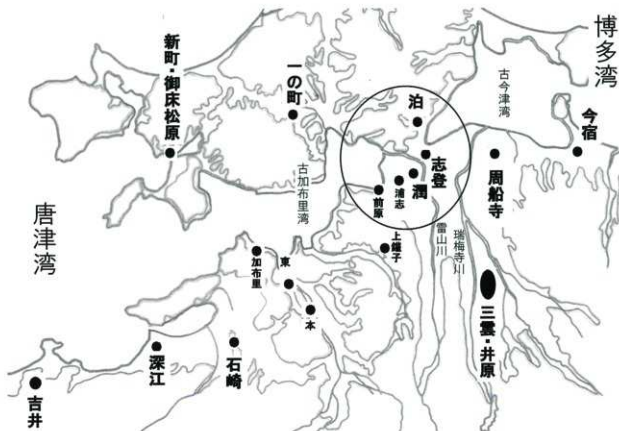 博多湾
今宿
古今津湾
周船寺
三雲・井原
瑞梅寺川
雷山川
泊
志登
潤
浦志
前原
上鑵子
一の町
古加布里湾
新町・御床松原
唐津湾
加布里
東
本
石崎
深江
吉井